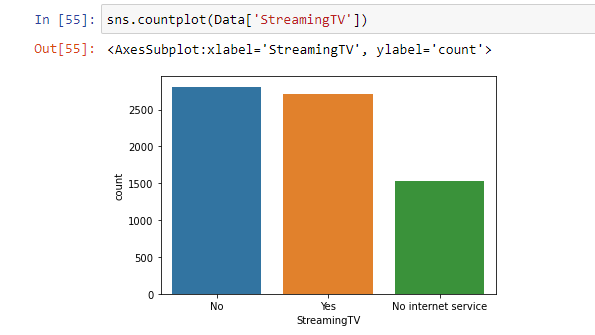 In [55]: sns.countplot(Data['StreamingTV'])
Out[55]: <AxesSubplot:xlabel='StreamingTV', ylabel='count'>
2500
2000
1500
1000
500
0
count
No Yes No internet service
StreamingTV